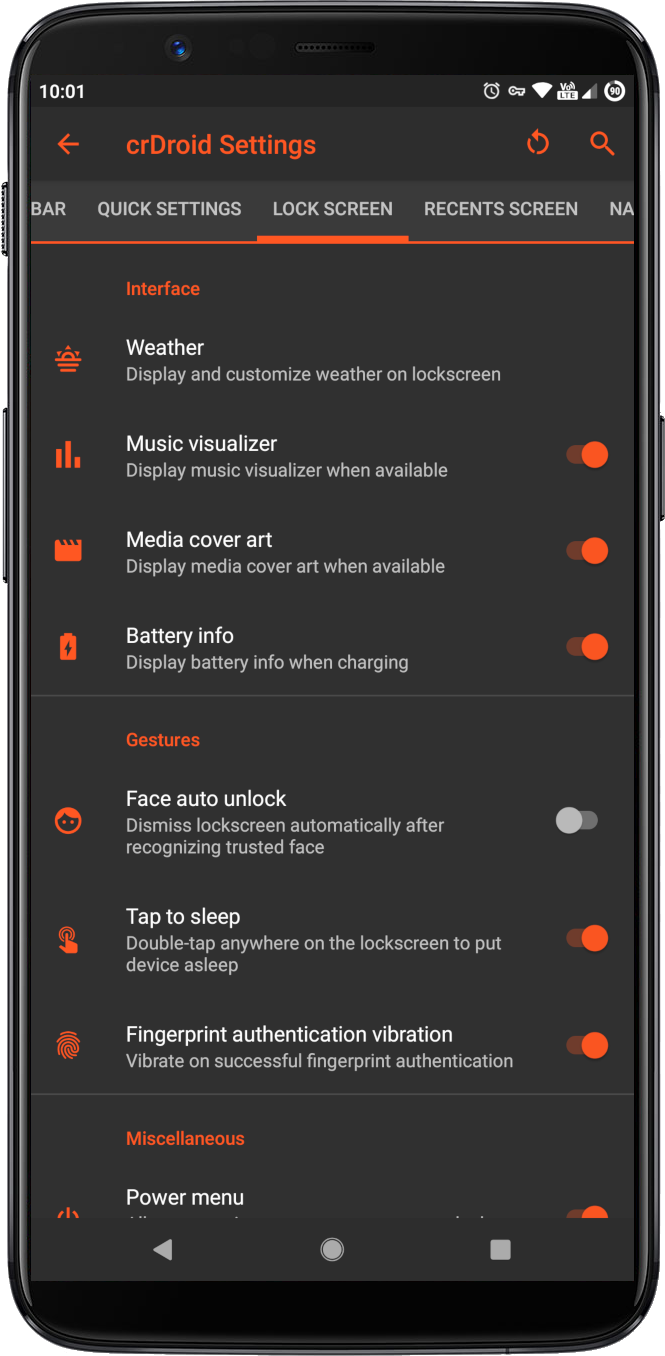 10:01
Vo
LTE
90
crDroid Settings
BAR QUICK SETTINGS LOCK SCREEN RECENTS SCREEN NA
Interface
Weather
Display and customize weather on lockscreen
Music visualizer
Display music visualizer when available
Media cover art
Display media cover art when available
Battery info
Display battery info when charging
Gestures
Face auto unlock
Dismiss lockscreen automatically after
recognizing trusted face
Tap to sleep
Double-tap anywhere on the lockscreen to put
device asleep
Fingerprint authentication vibration
Vibrate on successful fingerprint authentication
Miscellaneous
Power menu